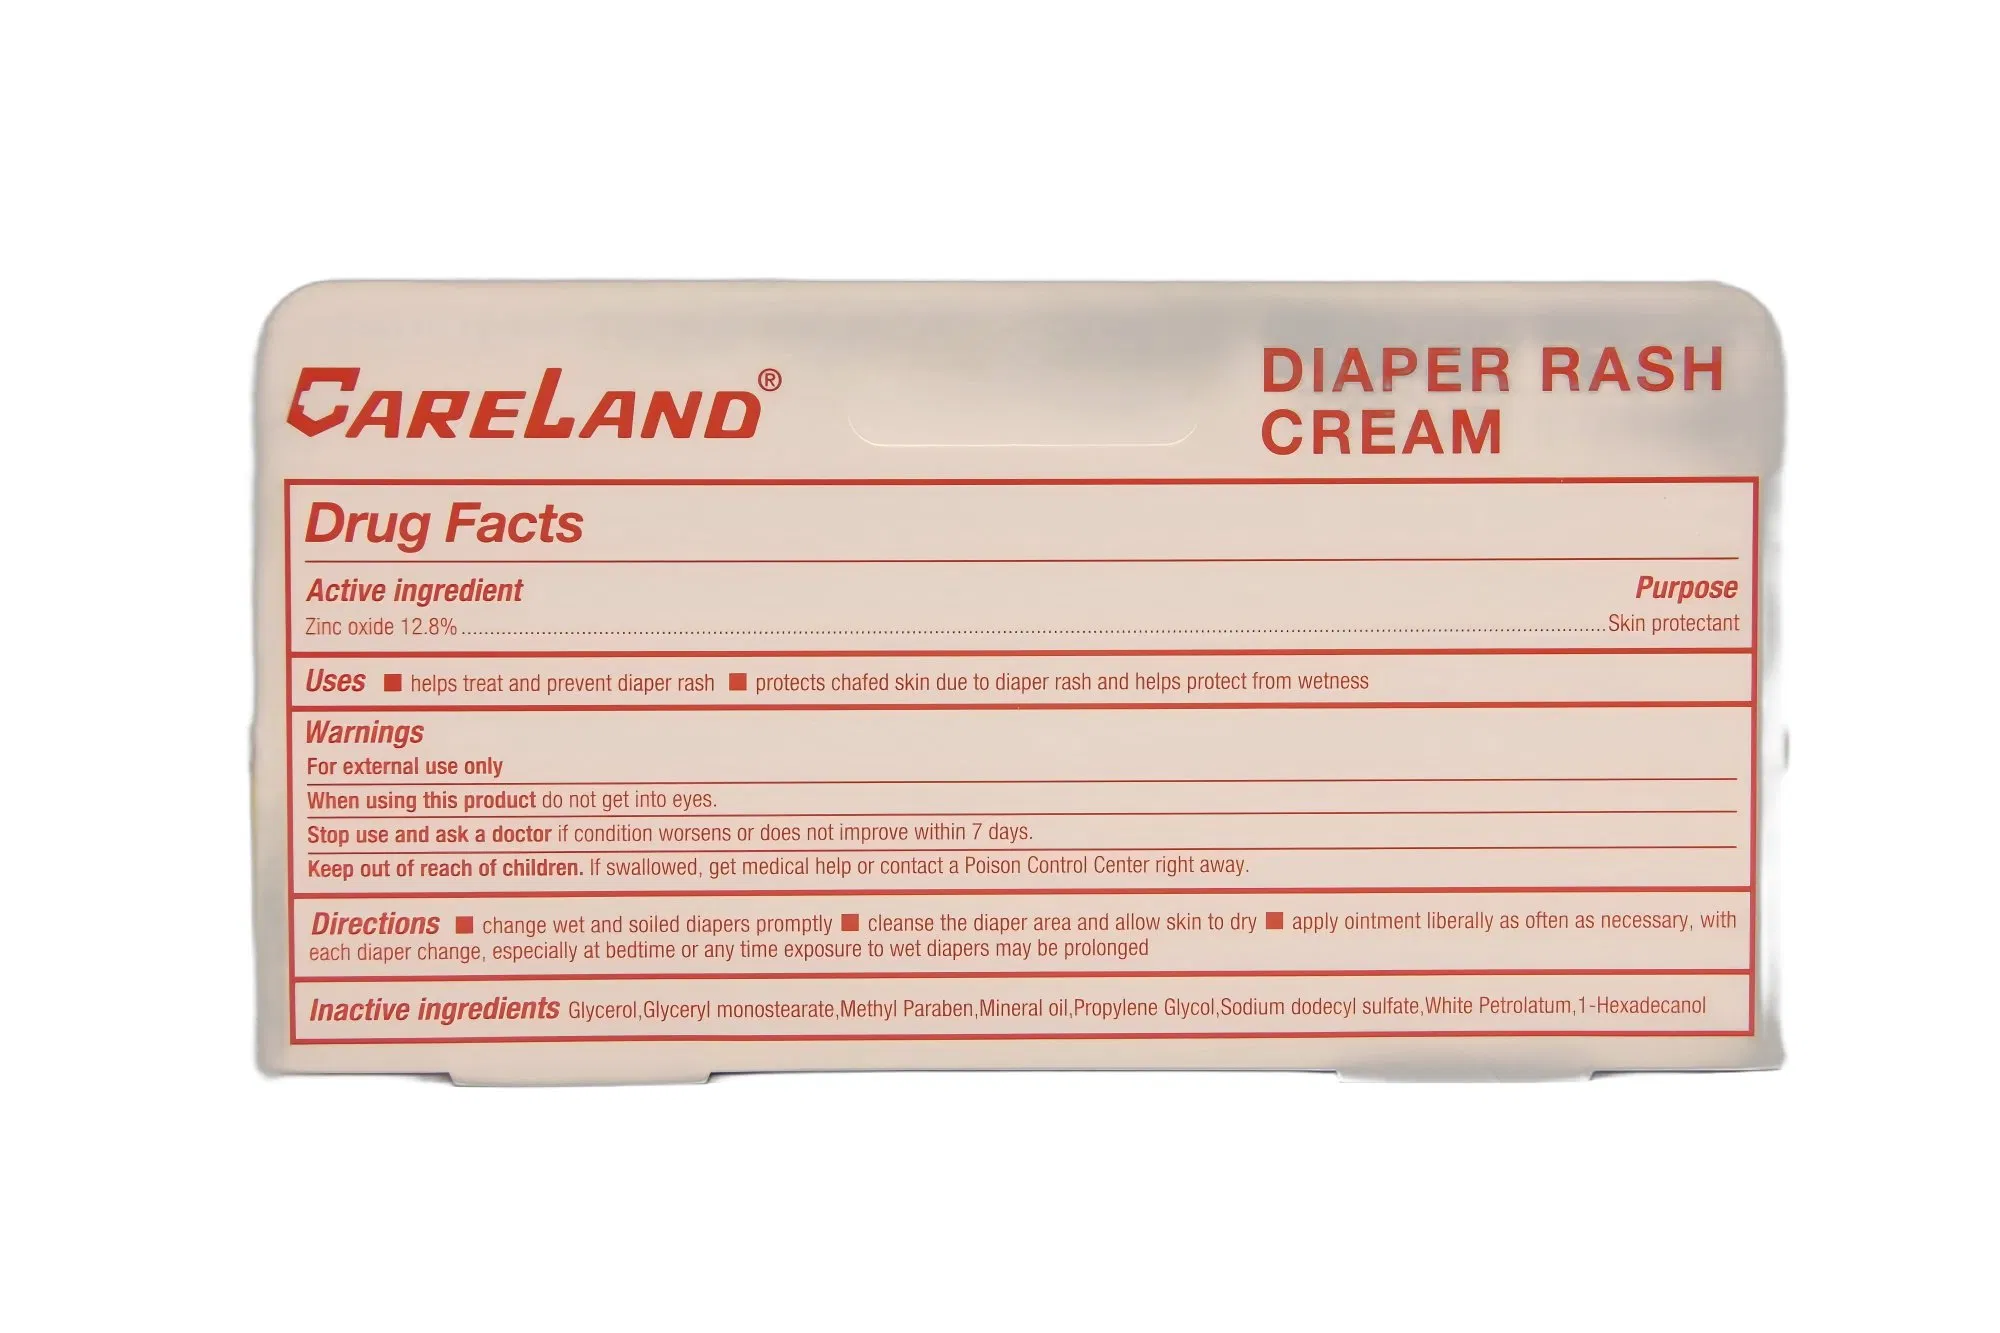 CARELAND®
DIAPER RASH
CREAM
Drug Facts
Active ingredient Purpose
Zinc oxide 12.8%........................................Skin protectant
Uses ■ helps treat and prevent diaper rash ■ protects chafed skin due to diaper rash and helps protect from wetness
Warnings
For external use only
When using this product do not get into eyes.
Stop use and ask a doctor if condition worsens or does not improve within 7 days.
Keep out of reach of children. If swallowed, get medical help or contact a Poison Control Center right away.
Directions ■ change wet and soiled diapers promptly ■ cleanse the diaper area and allow skin to dry ■ apply ointment liberally as often as necessary, with
each diaper change, especially at bedtime or any time exposure to wet diapers may be prolonged
Inactive ingredients Glycerol,Glyceryl monostearate,Methyl Paraben,Mineral oil,Propylene Glycol,Sodium dodecyl sulfate,White Petrolatum,1-Hexadecanol